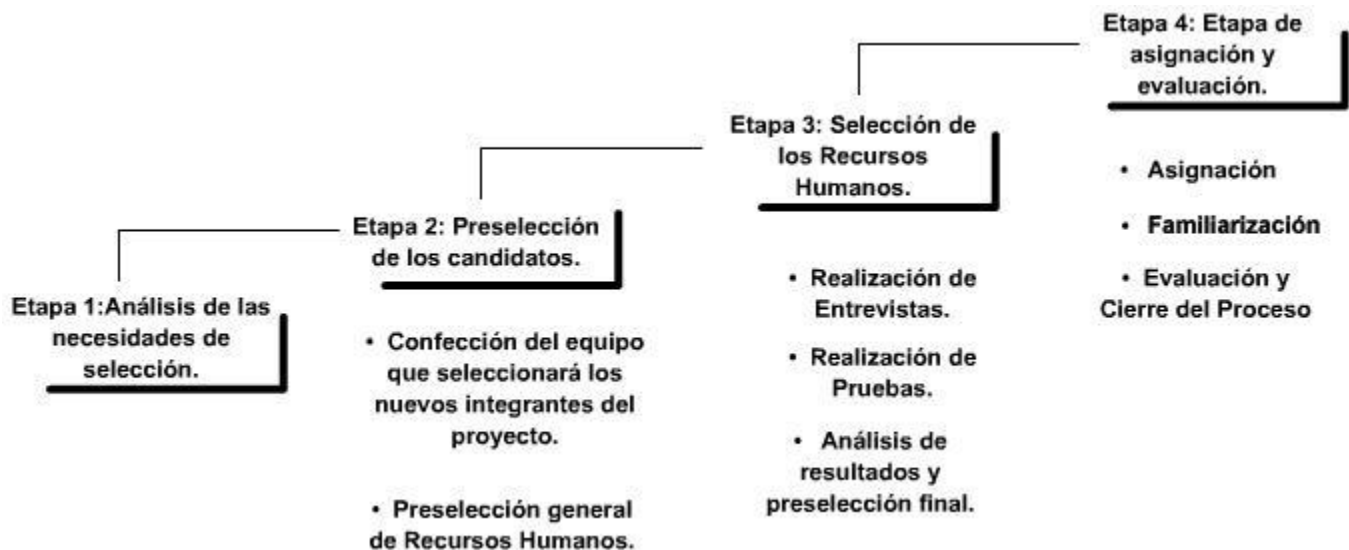 Etapa 1:Análisis de las
necesidades de
selección.
Etapa 2: Preselección
de los candidatos.
• Confección del equipo
que seleccionará los
nuevos integrantes del
proyecto.
• Preselección general
de Recursos Humanos.
Etapa 3: Selección de
los Recursos
Humanos.
• Realización de
Entrevistas.
• Realización de
Pruebas.
• Análisis de
resultados y
preselección final.
Etapa 4: Etapa de
asignación y
evaluación.
• Asignación
• Familiarización
• Evaluación y
Cierre del Proceso